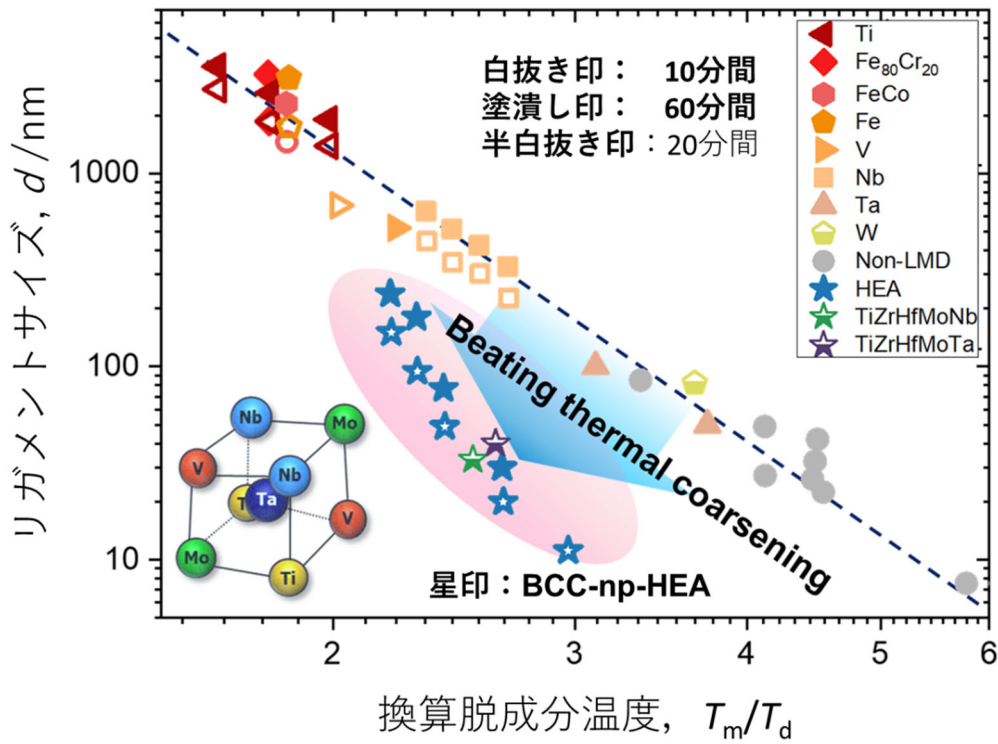 リガメントサイズ, d /nm
1000
100
10
白抜き印： 10分間
塗潰し印： 60分間
半白抜き印：20分間
Ti
Fe80Cr20
FeCo
Fe
V
Nb
Ta
W
Non-LMD
HEA
TiZrHfMoNb
TiZrHfMoTa
Beating thermal coarsening
Nb
Mo
V
Nb
T
Ta
V
Mo
Ti
星印：BCC-np-HEA
2
3
4
5
6
換算脱成分温度, Tm/Td